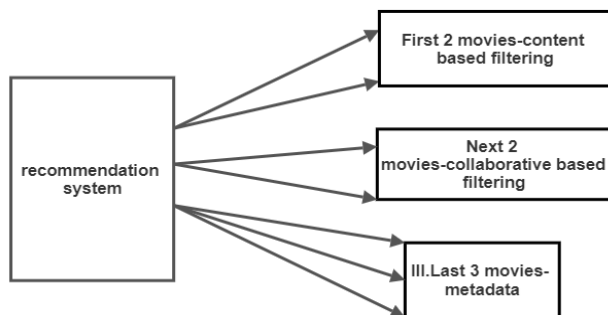 First 2 movies-content
based filtering
recommendation
system
Next 2
movies-collaborative based
filtering
III.Last 3 movies-
metadata